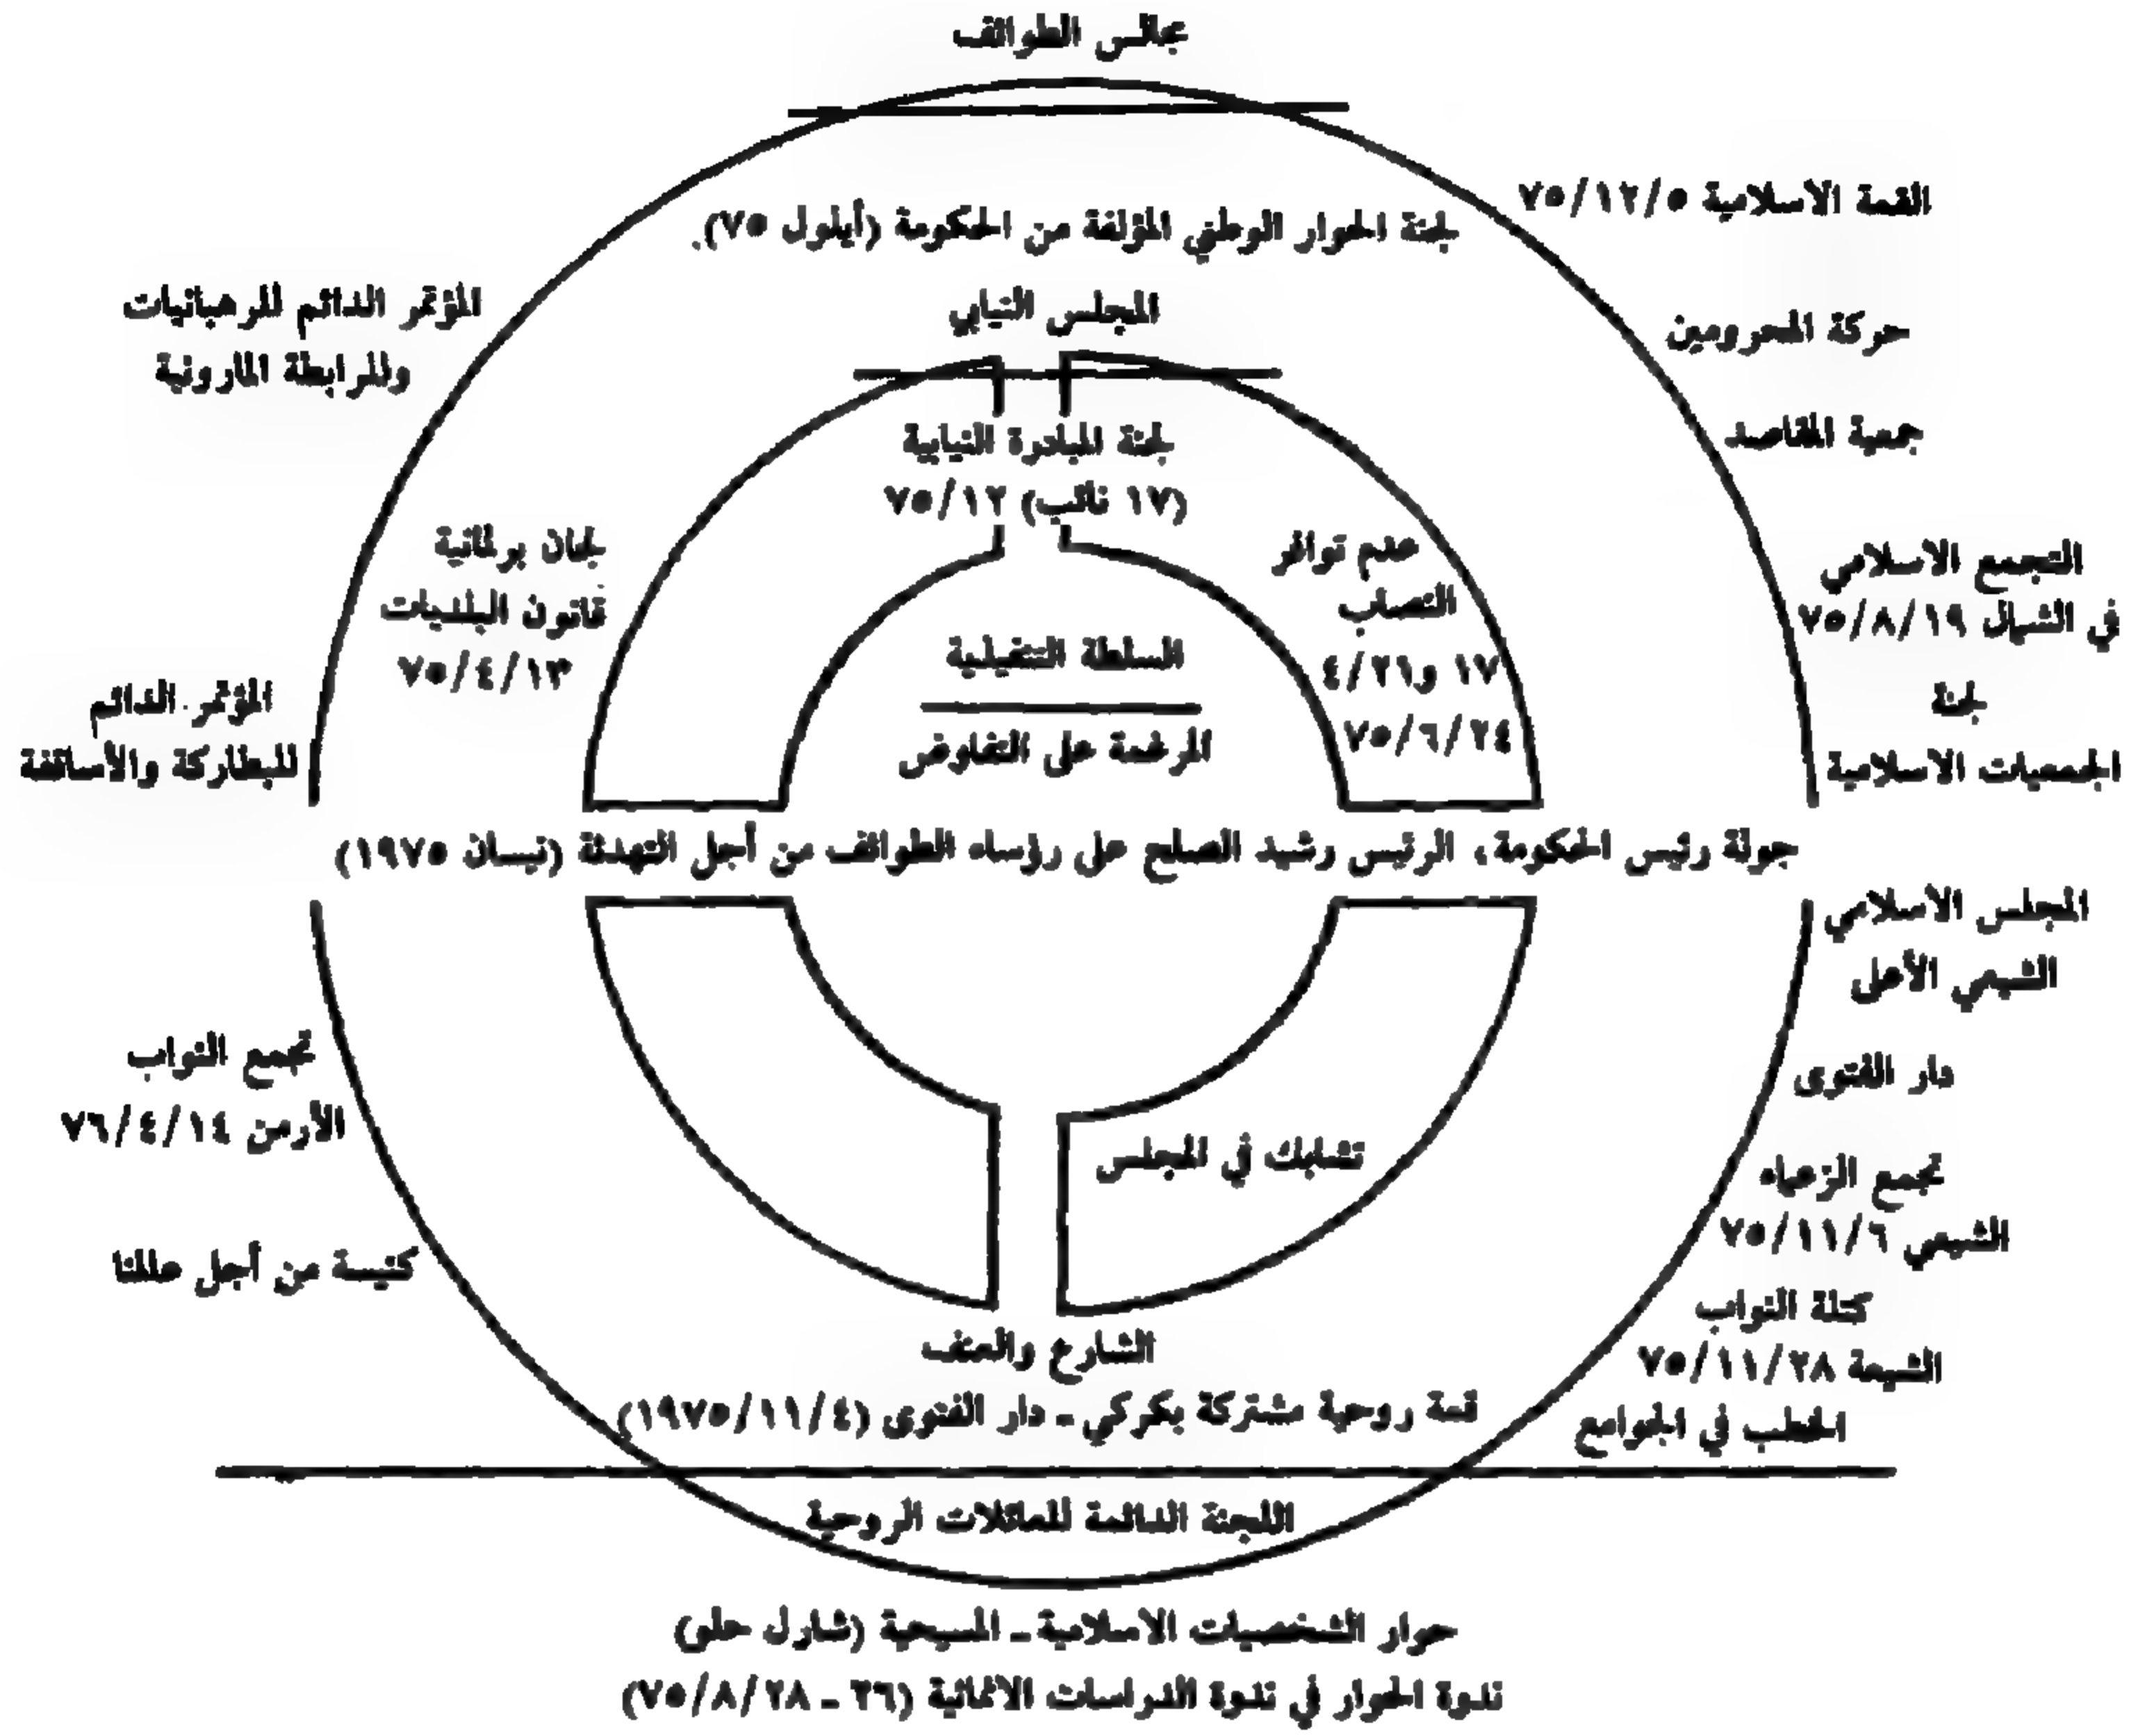 مجالس الطوائف
القمة الاسلامية ٧٥/١٢/٥
لجنة الحوار الوطني المؤلفة من الحكومة (أيلول ٧٥).
المؤتمر الدائم للرهبانيات
وللرابطة المارونية
المجلس النيابي
حركة المحرومين
جمعية المقاصد
لجنة المبادرة النيابية
(١٧ نائب) ٧٥/١٢
لجان برلمانية
قانون البلديات
٧٥/٤/١٣
عدم توافر
النصاب
١٧ و٤/٢٦
٧٥/٦/٢٤
التجمع الاسلامي
في الشمال ٧٥/٨/١٩
السلطة التنفيذية
المرغمة على التفاوض
المؤتمر الدائم
للبطاركة والأساقفة
لجنة
الجمعيات الاسلامية
جولة رئيس الحكومة، الرئيس رشيد الصلح على رؤساء الطوائف من أجل التهدئة (نيسان ١٩٧٥)
المجلس الاسلامي
الشيعي الأعلى
تجمع النواب
الأرمن ٧٦/٤/١٤
دار الفتوى
تشابك في المجلس
تجمع الزعماء
الشيعي ٧٥/١١/٦
كنيسة من أجل عالمنا
كتلة النواب
الشيعة ٧٥/١١/٢٨
الشارع والعنف
قمة روحية مشتركة بكركي - دار الفتوى (١٩٧٥/١١/٤)
الخطب في الجوامع
اللجنة الدائمة للعائلات الروحية
حوار الشخصيات الاسلامية - المسيحية (شارل حلو)
ندوة الحوار في ندوة الدراسات الانمائية (٢٦ - ٧٥/٨/٢٨)